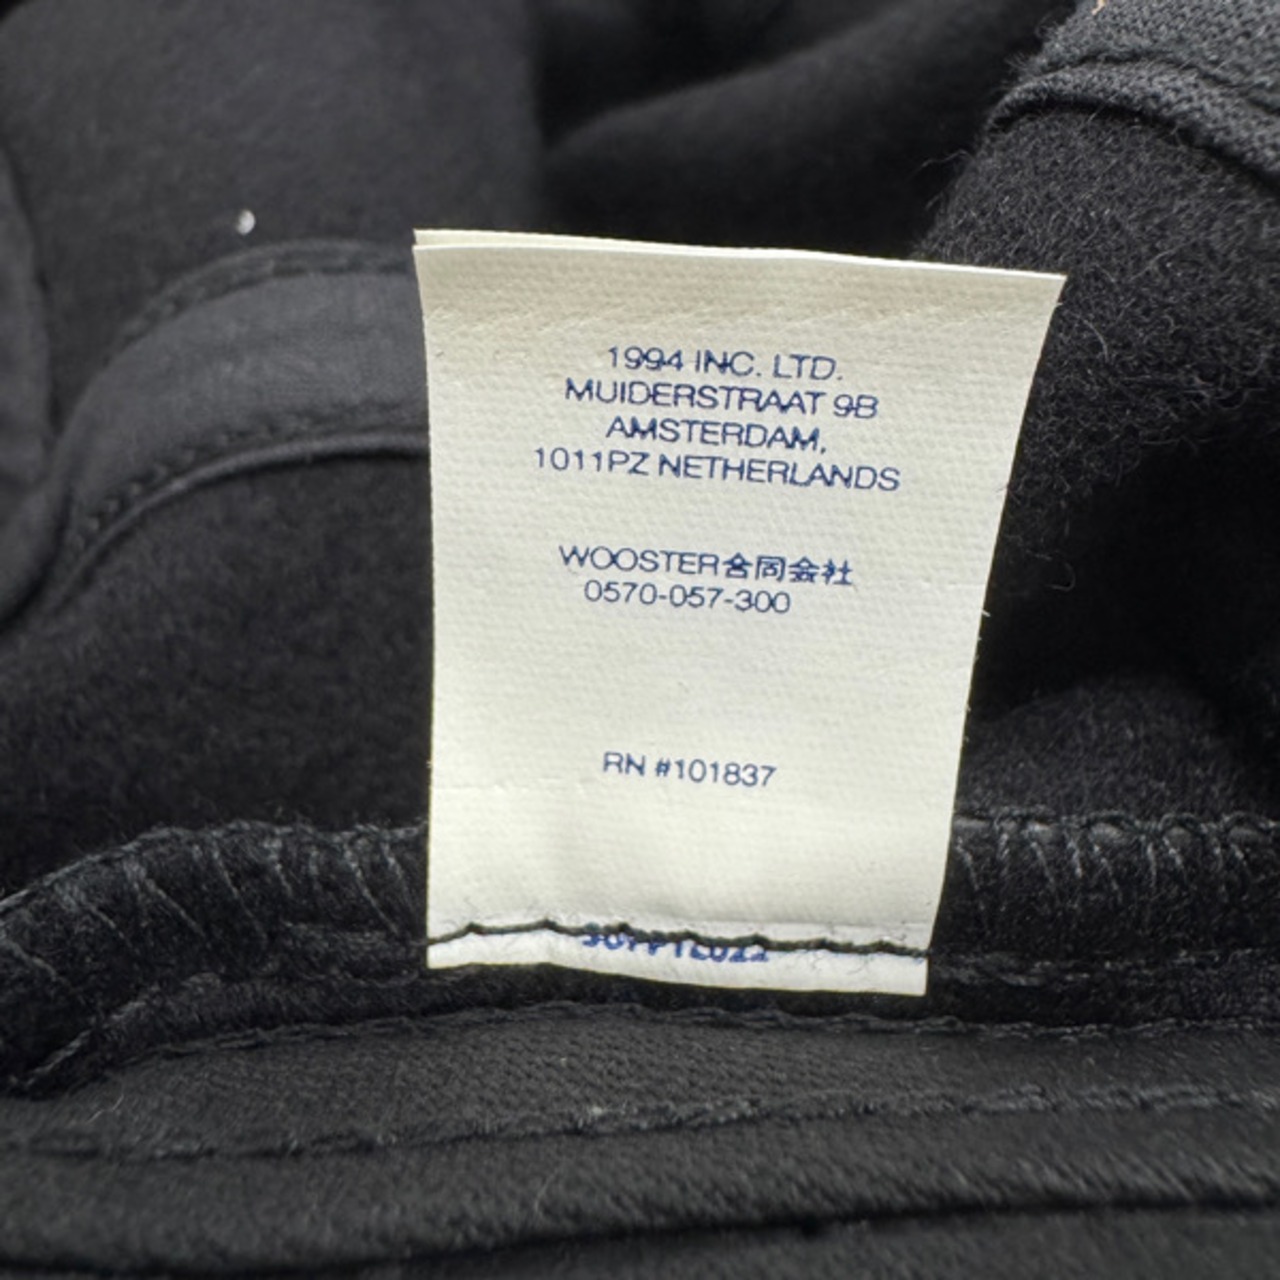 1994 INC. LTD.
MUIDERSTRAAT 9B
AMSTERDAM,
1011PZ NETHERLANDS
WOOSTER合同会社
0570-057-300
RN #101837